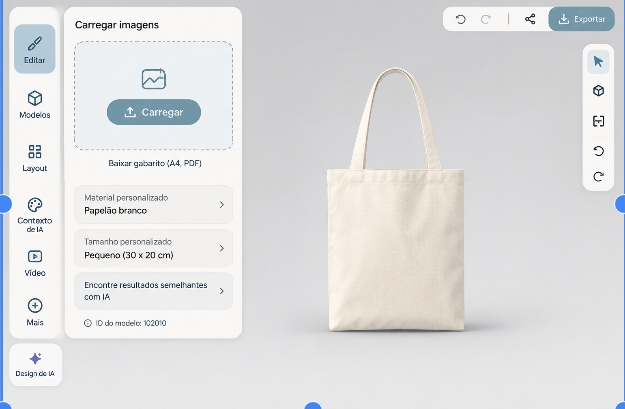 Carregar imagens
Exportar
Editar
Carregar
Modelos
Layout
Baixar gabarito (A4, PDF)
Material personalizado
Papelão branco
Contexto
de IA
Tamanho personalizado
Pequeno (30 x 20 cm)
Vídeo
Encontre resultados semelhantes
com IA
Mais
ID do modelo: 102010
Design de IA